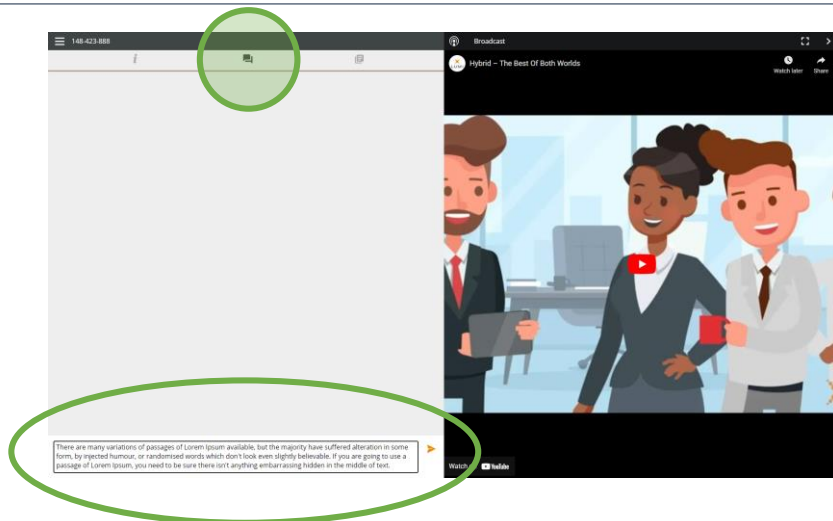 148-423-888
i
There are many variations of passages of Lorem Ipsum available, but the majority have suffered alteration in some
form, by injected humour, or randomised words which don't look even slightly believable. If you are going to use a
passage of Lorem Ipsum, you need to be sure there isn't anything embarrassing hidden in the middle of text.
Broadcast
LUMI
Hybrid – The Best Of Both Worlds
Watch later
Share
Watch
YouTube